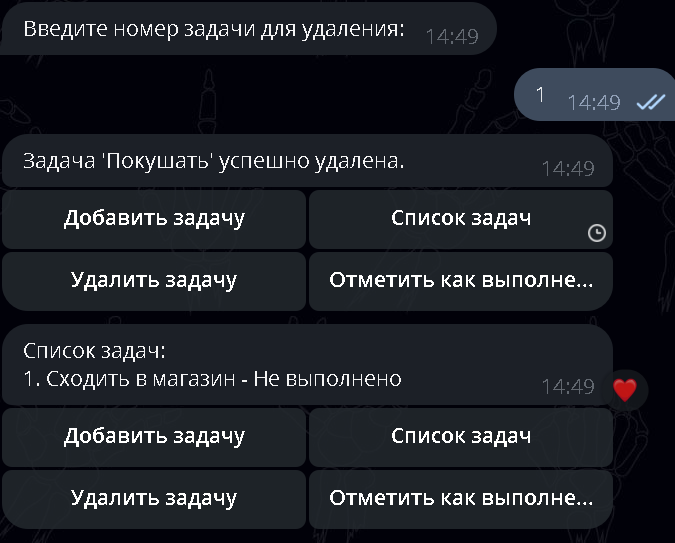 Введите номер задачи для удаления: 14:49
1 14:49
Задача 'Покушать' успешно удалена. 14:49
Добавить задачу Список задач
Удалить задачу Отметить как выполне...
Список задач:
1. Сходить в магазин - Не выполнено 14:49
Добавить задачу Список задач
Удалить задачу Отметить как выполне...